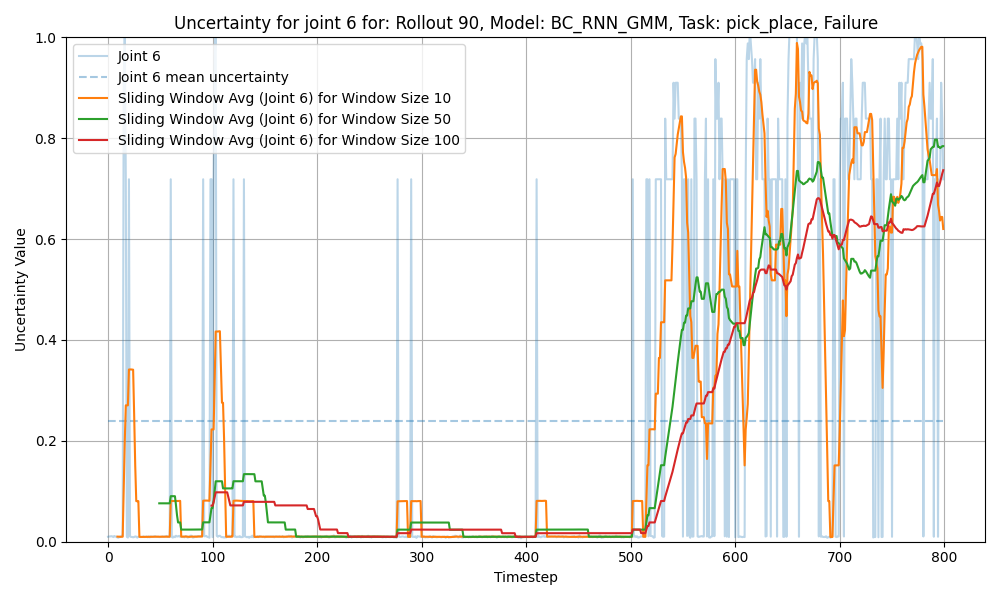 Uncertainty for joint 6 for: Rollout 90, Model: BC_RNN_GMM, Task: pick_place, Failure
Joint 6
Joint 6 mean uncertainty
Sliding Window Avg (Joint 6) for Window Size 10
Sliding Window Avg (Joint 6) for Window Size 50
Sliding Window Avg (Joint 6) for Window Size 100
Uncertainty Value
1.0
0.8
0.6
0.4
0.2
0.0
0 100 200 300 400 500 600 700 800
Timestep